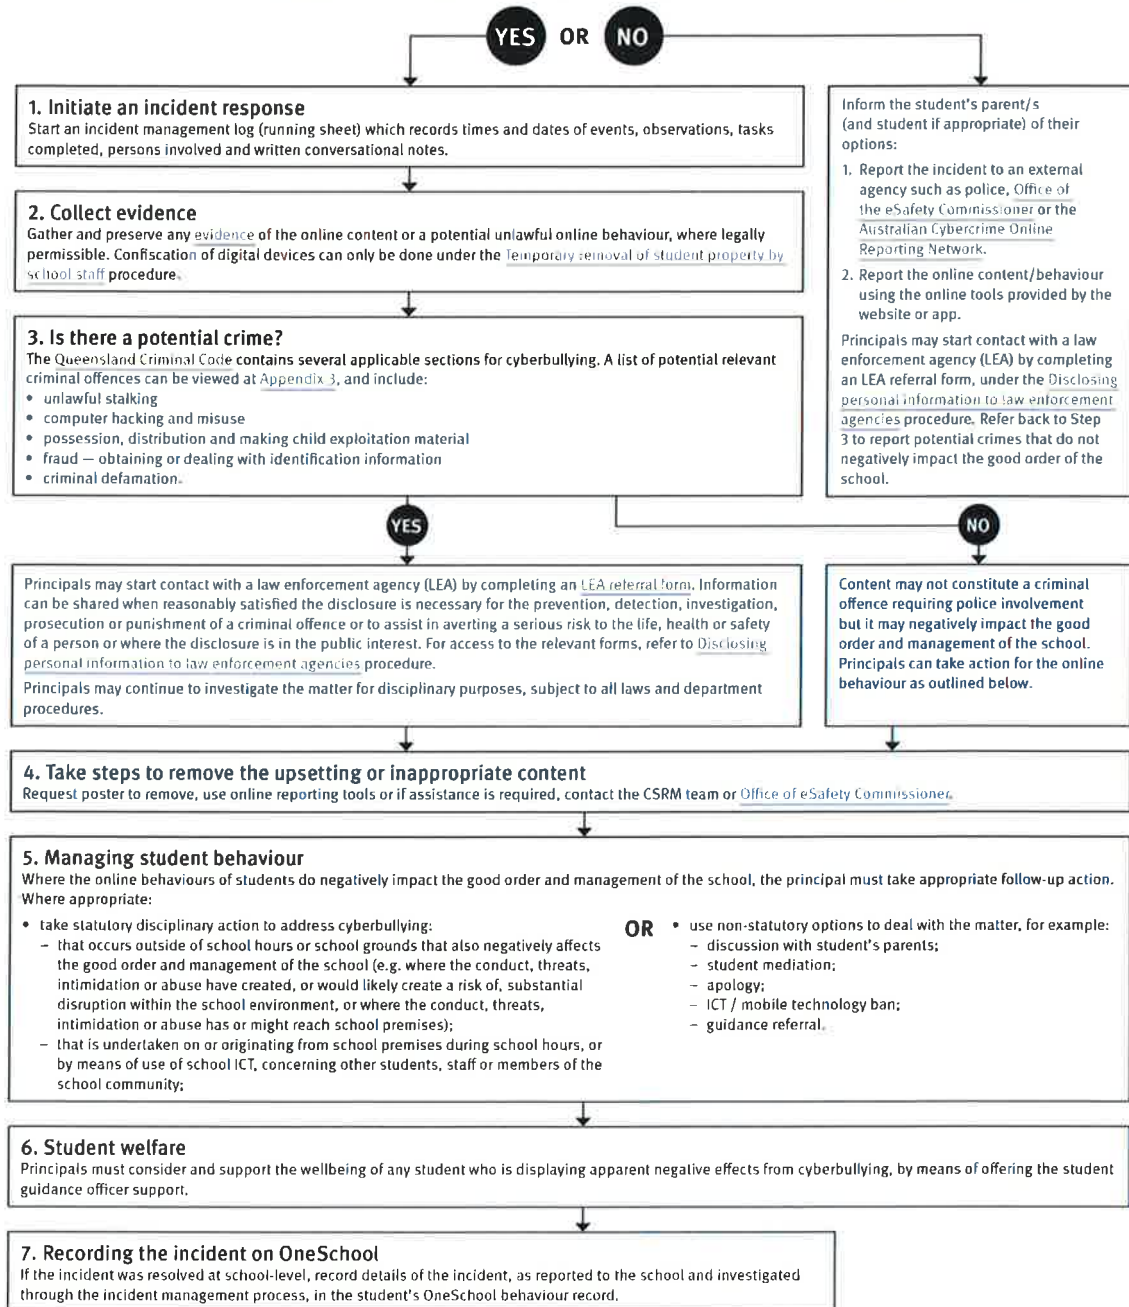 YES OR NO
1. Initiate an incident response
Start an incident management log (running sheet) which records times and dates of events, observations, tasks
completed, persons involved and written conversational notes.
2. Collect evidence
Gather and preserve any evidence of the online content or a potential unlawful online behaviour, where legally
permissible. Confiscation of digital devices can only be done under the Temporary removal of student property by
school staff procedure.
3. Is there a potential crime?
The Queensland Criminal Code contains several applicable sections for cyberbullying. A list of potential relevant
criminal offences can be viewed at Appendix 3, and include:
• unlawful stalking
• computer hacking and misuse
• possession, distribution and making child exploitation material
• fraud — obtaining or dealing with identification information
• criminal defamation.
Inform the student's parent/s
(and student if appropriate) of their
options:
1. Report the incident to an external
agency such as police, Office of
the eSafety Commissioner or the
Australian Cybercrime Online
Reporting Network.
2. Report the online content/behaviour
using the online tools provided by the
website or app.
Principals may start contact with a law
enforcement agency (LEA) by completing
an LEA referral form, under the Disclosing
personal information to law enforcement
agencies procedure. Refer back to Step
3 to report potential crimes that do not
negatively impact the good order of the
school.
YES
NO
Principals may start contact with a law enforcement agency (LEA) by completing an LEA referral form. Information
can be shared when reasonably satisfied the disclosure is necessary for the prevention, detection, investigation,
prosecution or punishment of a criminal offence or to assist in averting a serious risk to the life, health or safety
of a person or where the disclosure is in the public interest. For access to the relevant forms, refer to Disclosing
personal information to law enforcement agencies procedure.
Principals may continue to investigate the matter for disciplinary purposes, subject to all laws and department
procedures.
Content may not constitute a criminal
offence requiring police involvement
but it may negatively impact the good
order and management of the school.
Principals can take action for the online
behaviour as outlined below.
4. Take steps to remove the upsetting or inappropriate content
Request poster to remove, use online reporting tools or if assistance is required, contact the CSRM team or Office of eSafety Commissioner.
5. Managing student behaviour
Where the online behaviours of students do negatively impact the good order and management of the school, the principal must take appropriate follow-up action.
Where appropriate:
• take statutory disciplinary action to address cyberbullying:
– that occurs outside of school hours or school grounds that also negatively affects
the good order and management of the school (e.g. where the conduct, threats,
intimidation or abuse have created, or would likely create a risk of, substantial
disruption within the school environment, or where the conduct, threats,
intimidation or abuse has or might reach school premises);
– that is undertaken on or originating from school premises during school hours, or
by means of use of school ICT, concerning other students, staff or members of the
school community;
OR
• use non-statutory options to deal with the matter, for example:
– discussion with student's parents;
– student mediation;
– apology;
– ICT / mobile technology ban;
– guidance referral.
6. Student welfare
Principals must consider and support the wellbeing of any student who is displaying apparent negative effects from cyberbullying, by means of offering the student
guidance officer support.
7. Recording the incident on OneSchool
If the incident was resolved at school-level, record details of the incident, as reported to the school and investigated
through the incident management process, in the student's OneSchool behaviour record.